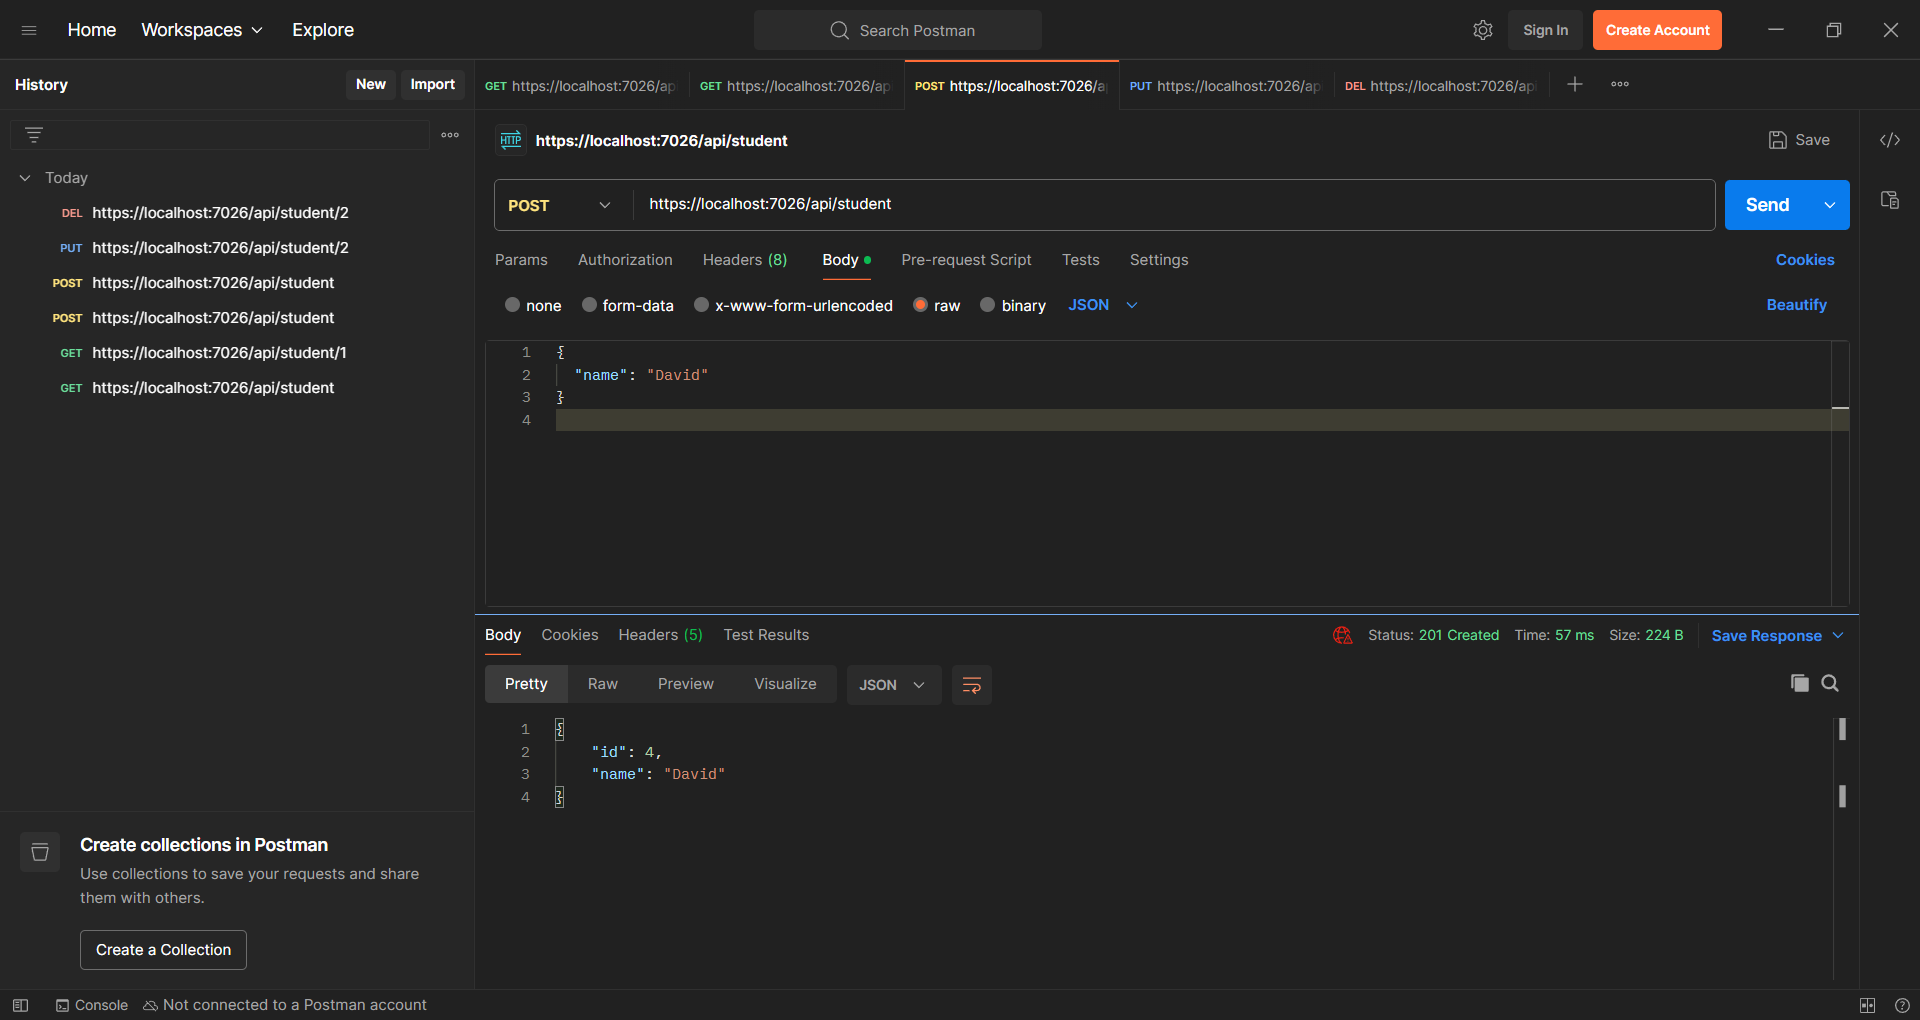 Home Workspaces Explore Search Postman Sign In Create Account
History New Import
GET https://localhost:7026/ap GET https://localhost:7026/ap POST https://localhost:7026/a PUT https://localhost:7026/ap DEL https://localhost:7026/api
HTTP https://localhost:7026/api/student Save
Today
DEL https://localhost:7026/api/student/2
PUT https://localhost:7026/api/student/2
POST https://localhost:7026/api/student
POST https://localhost:7026/api/student
GET https://localhost:7026/api/student/1
GET https://localhost:7026/api/student
POST https://localhost:7026/api/student Send
Params Authorization Headers (8) Body Pre-request Script Tests Settings Cookies
none form-data x-www-form-urlencoded raw binary JSON Beautify
1 {
2 "name": "David"
3 }
4
Body Cookies Headers (5) Test Results Status: 201 Created Time: 57 ms Size: 224 B Save Response
Pretty Raw Preview Visualize JSON
1 {
2 "id": 4,
3 "name": "David"
4 }
Create collections in Postman
Use collections to save your requests and share
them with others.
Create a Collection
Console Not connected to a Postman account